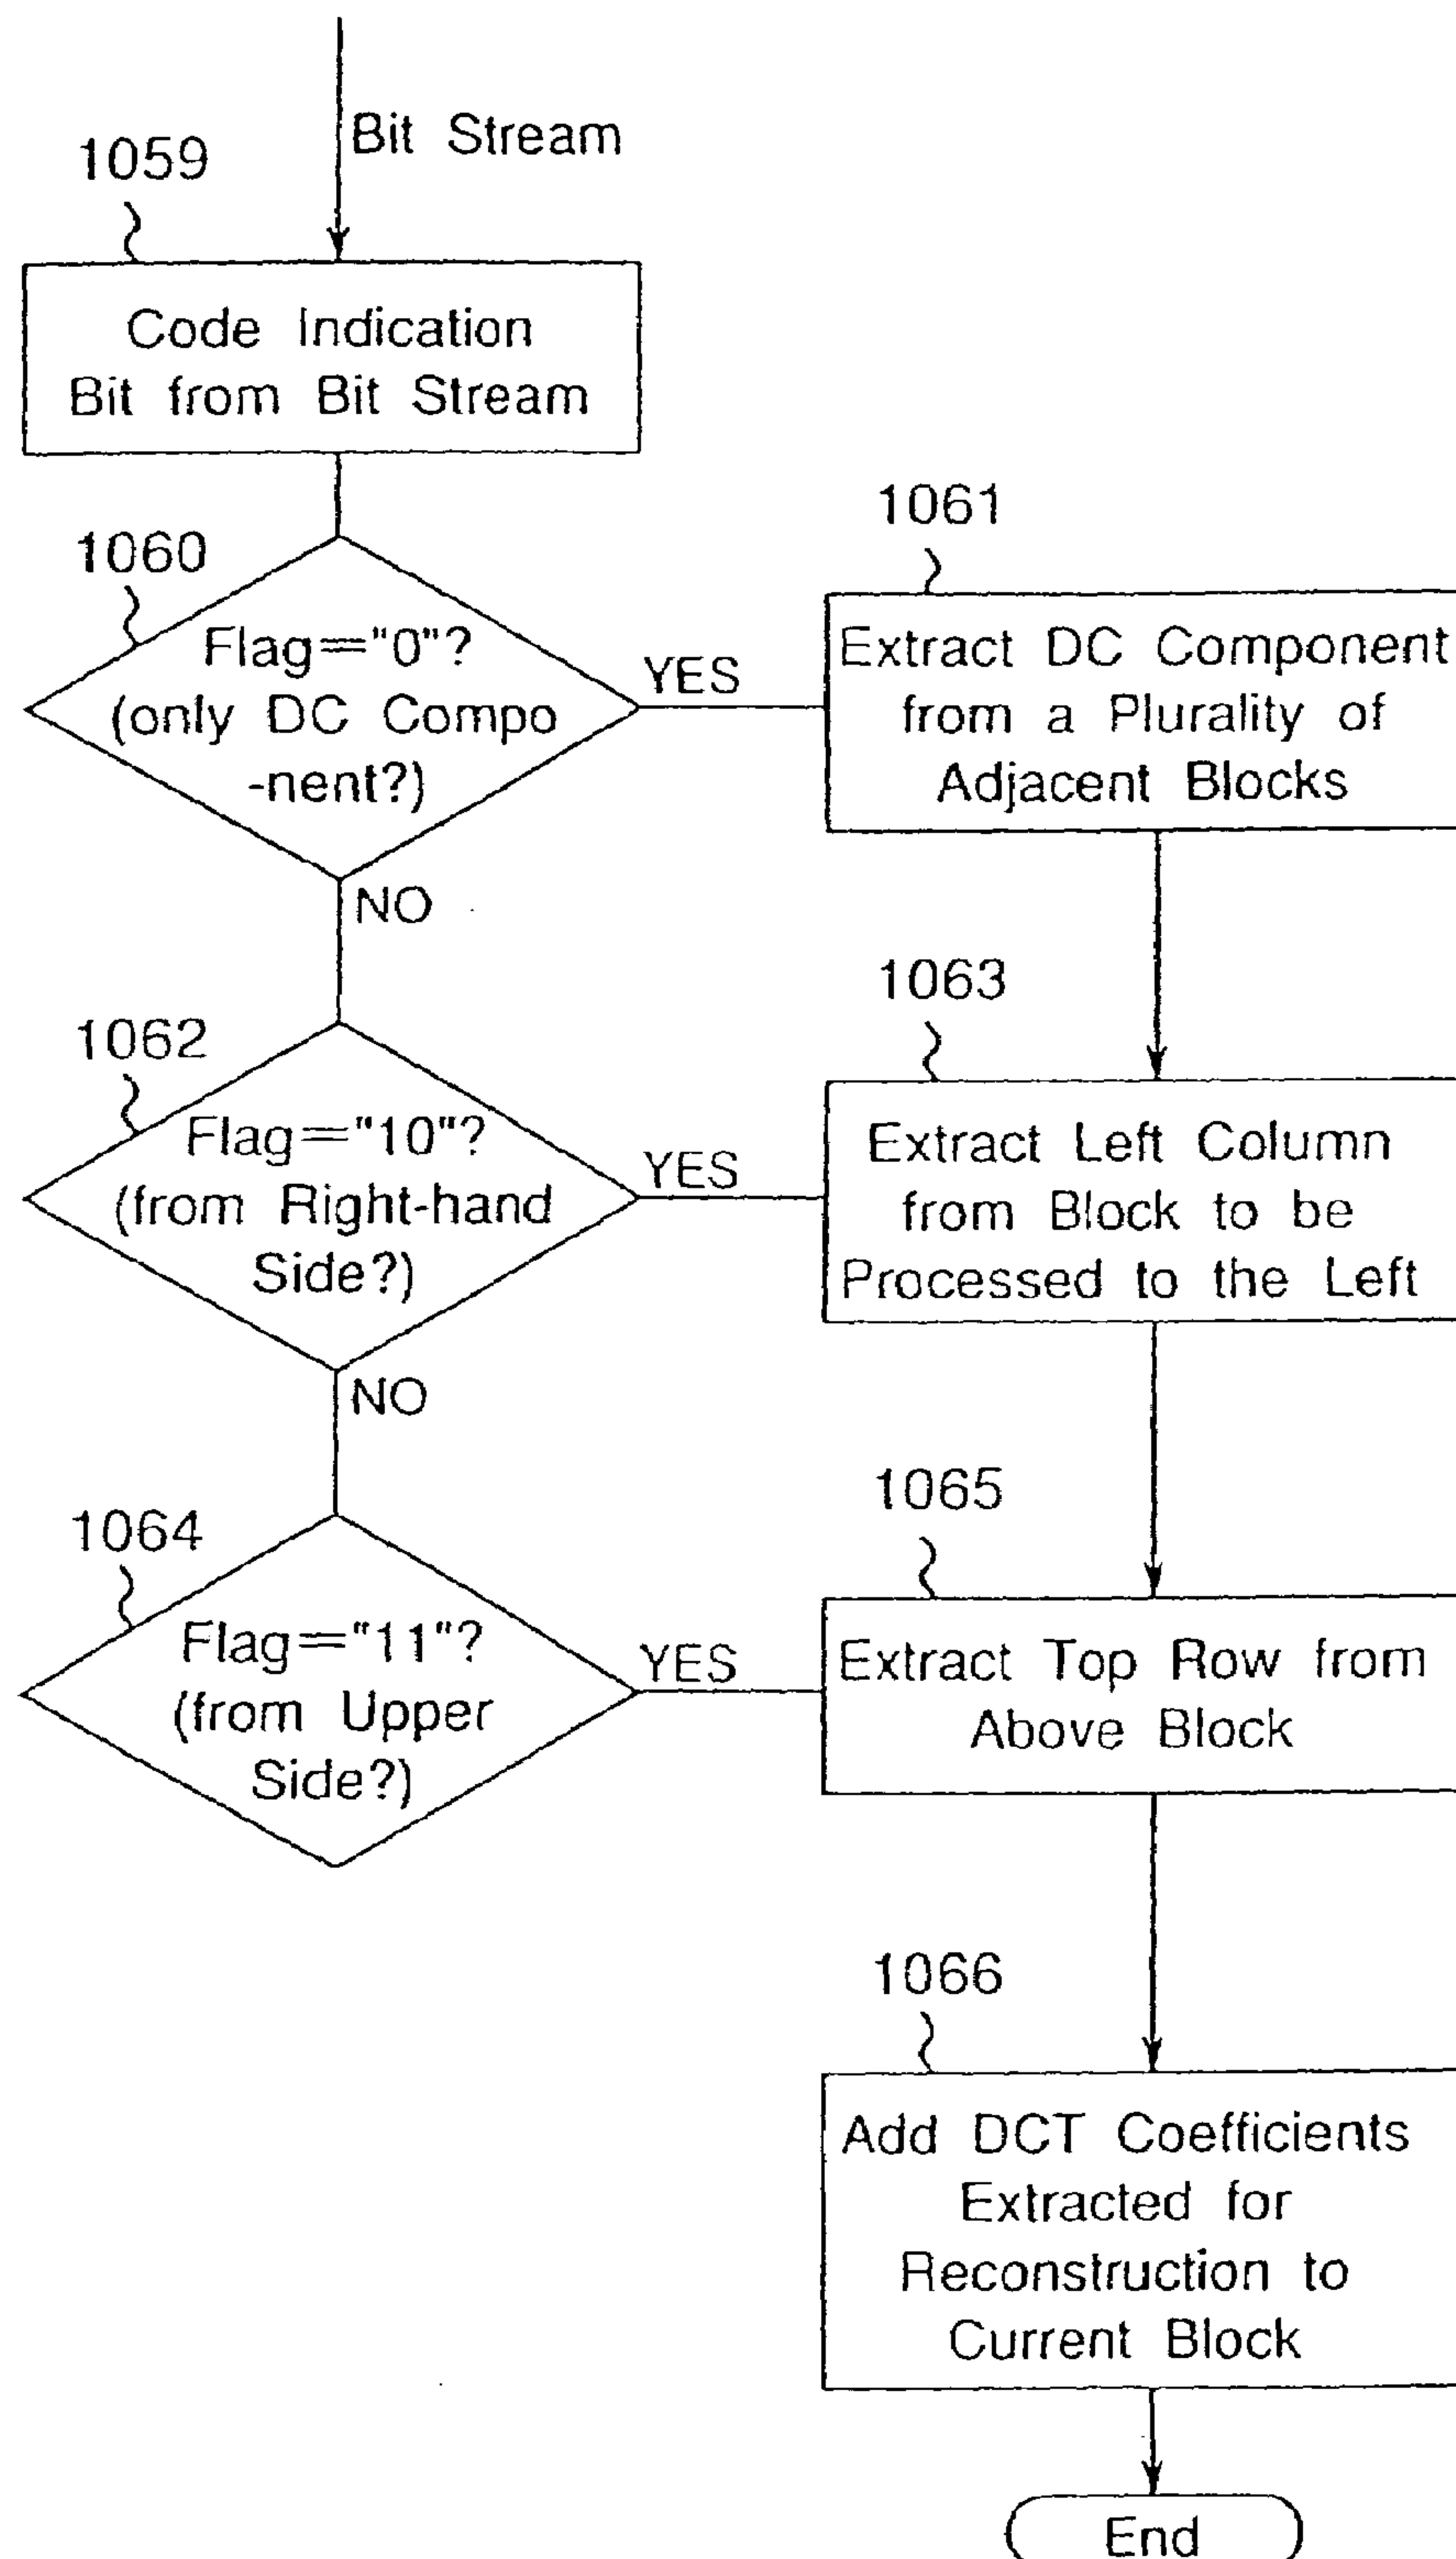 Bit Stream
1059
Code Indication
Bit from Bit Stream
1060
Flag="0"?
(only DC Compo
-nent?)
YES
NO
1061
Extract DC Component
from a Plurality of
Adjacent Blocks
1062
Flag="10"?
(from Right-hand
Side?)
YES
NO
1063
Extract Left Column
from Block to be
Processed to the Left
1064
Flag="11"?
(from Upper
Side?)
YES
1065
Extract Top Row from
Above Block
1066
Add DCT Coefficients
Extracted for
Reconstruction to
Current Block
End